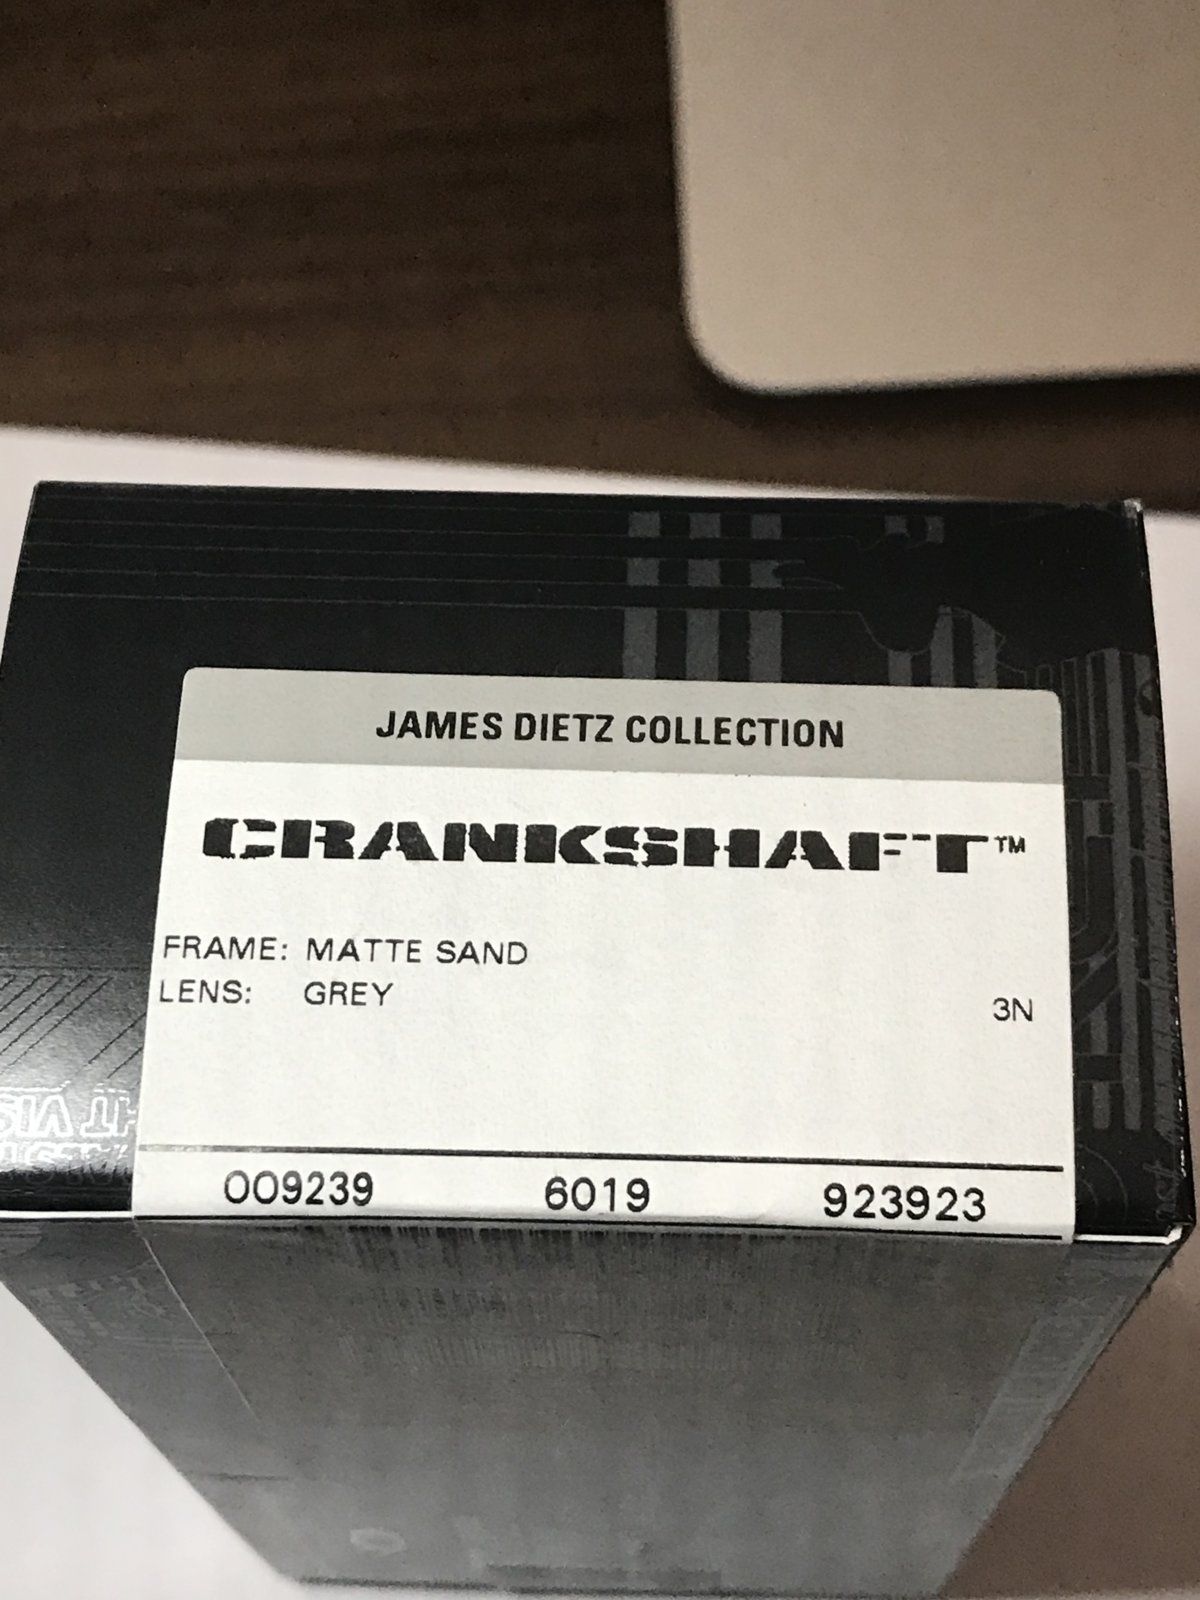 JAMES DIETZ COLLECTION
CRANKSHAFT™
FRAME: MATTE SAND
LENS: GREY
3N
009239 6019 923923